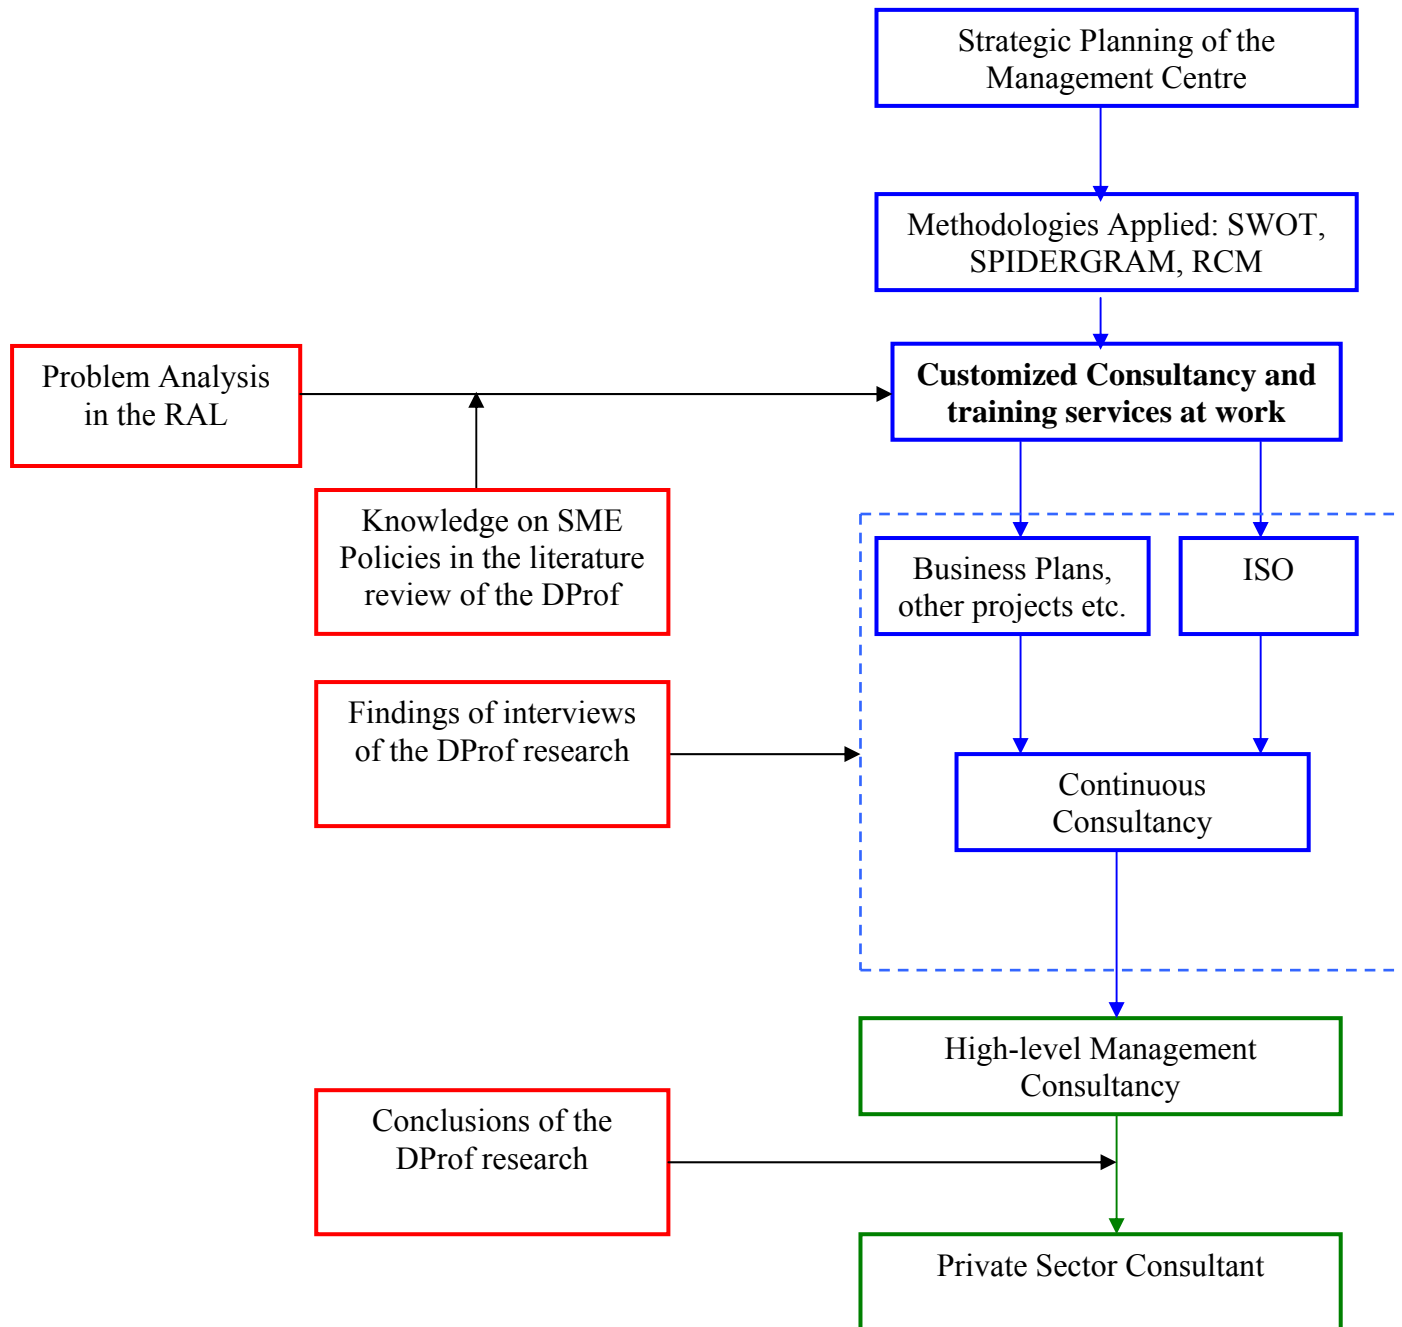 Strategic Planning of the
Management Centre
Methodologies Applied: SWOT,
SPIDERGRAM, RCM
Problem Analysis
in the RAL
Customized Consultancy and
training services at work
Knowledge on SME
Policies in the literature
review of the DProf
Business Plans,
other projects etc.
ISO
Findings of interviews
of the DProf research
Continuous
Consultancy
High-level Management
Consultancy
Conclusions of the
DProf research
Private Sector Consultant